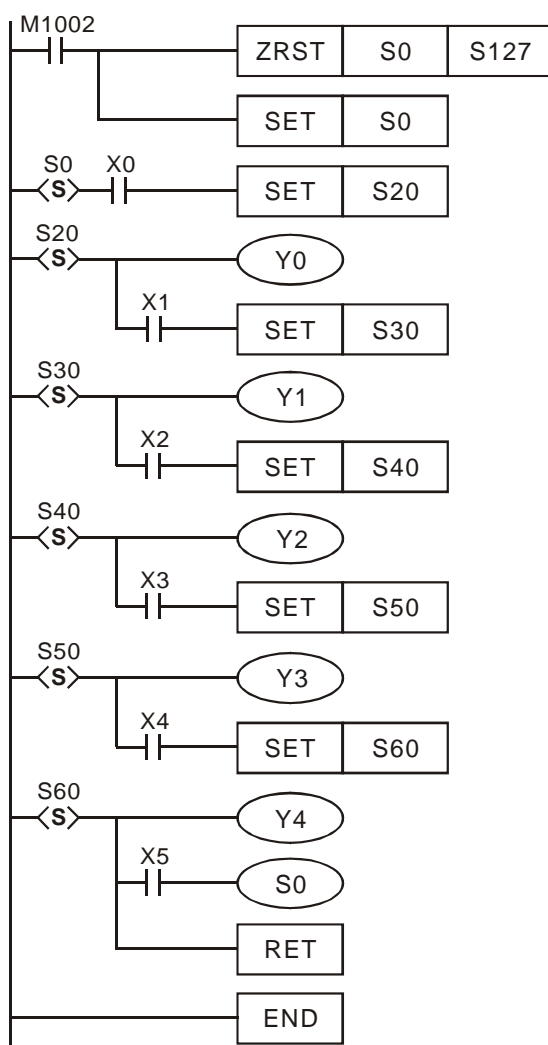 M1002
ZRST S0 S127
SET S0
S0 X0
S SET S20
S20
S Y0
X1
SET S30
S30
S Y1
X2
SET S40
S40
S Y2
X3
SET S50
S50
S Y3
X4
SET S60
S60
S Y4
X5
S0
RET
END